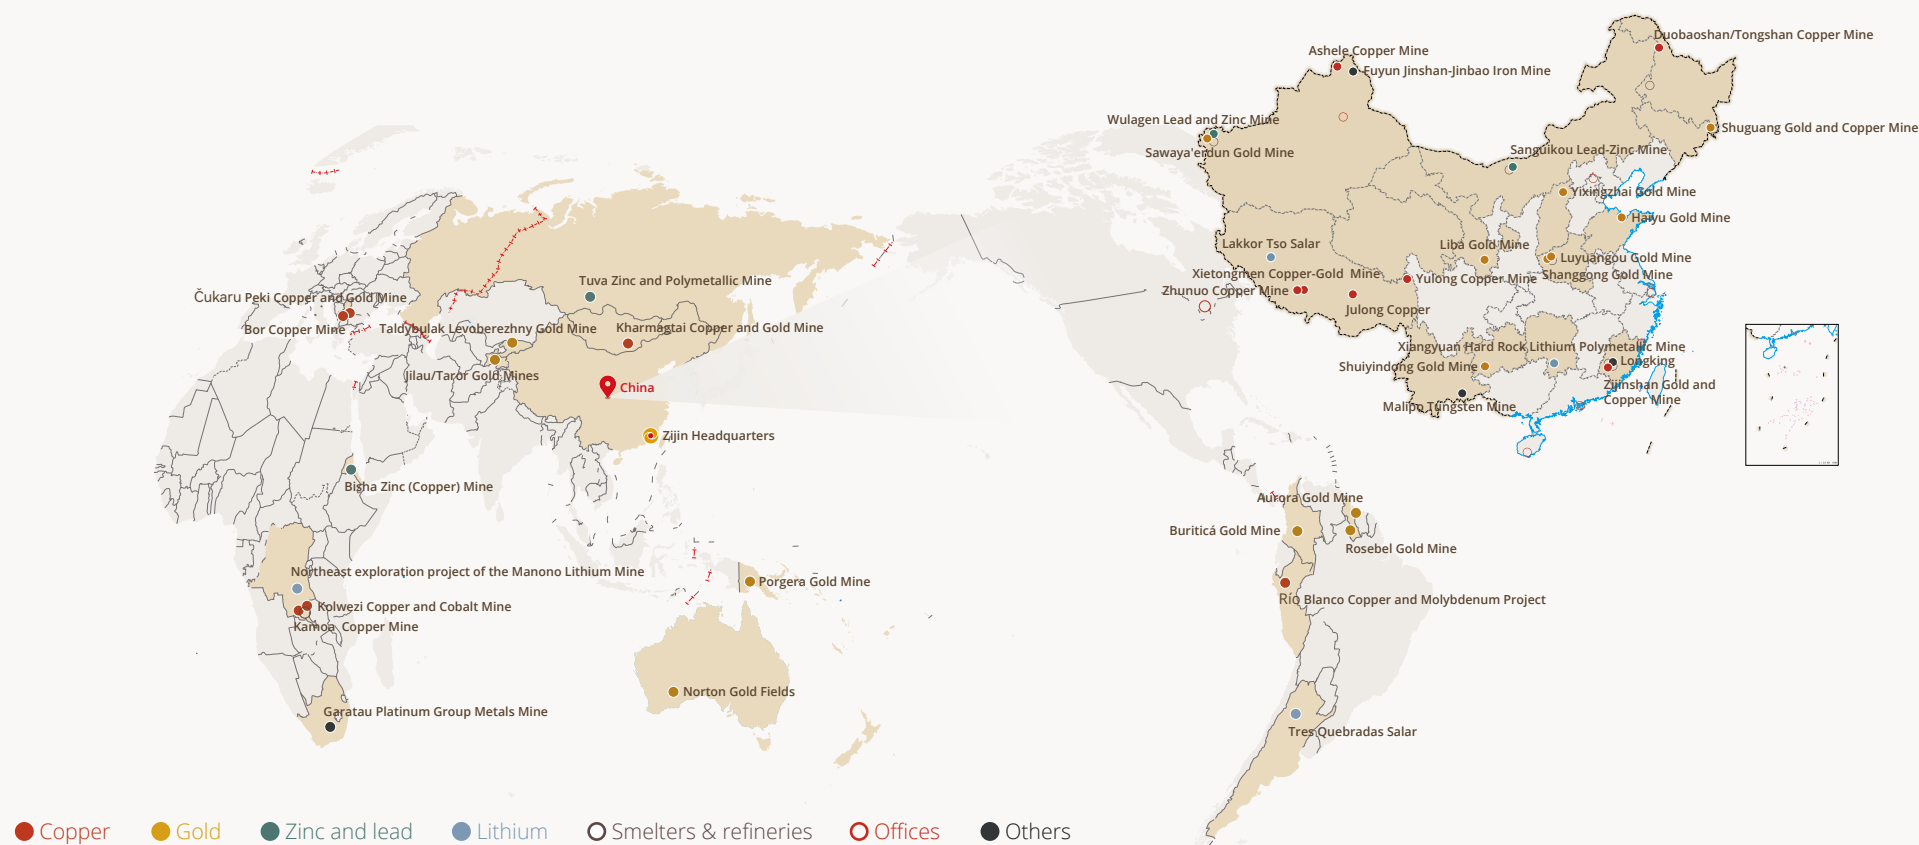 Duobaoshan/Tongshan Copper Mine
Ashele Copper Mine
Fuyun Jinshan-Jinbao Iron Mine
Wulagen Lead and Zinc Mine
Shuguang Gold and Copper Mine
Sawaya'erdun Gold Mine
Sanguikou Lead-Zinc Mine
Yixingzhai Gold Mine
Haiyu Gold Mine
Lakkor Tso Salar
Liba Gold Mine
Luyuangou Gold Mine
Xietongmen Copper-Gold Mine
Yulong Copper Mine
Shanggong Gold Mine
Zhunuo Copper Mine
Julong Copper
Xiangyuan Hard Rock Lithium Polymetallic Mine
Longking
Shuiyindong Gold Mine
Zijinshan Gold and
Copper Mine
Malipo Tungsten Mine
Tuva Zinc and Polymetallic Mine
Čukaru Peki Copper and Gold Mine
Bor Copper Mine
Taldybulak Levoberezhny Gold Mine
Kharmagtai Copper and Gold Mine
Jilau/Taror Gold Mines
China
Zijin Headquarters
Bisha Zinc (Copper) Mine
Aurora Gold Mine
Buriticá Gold Mine
Rosebel Gold Mine
Northeast exploration project of the Manono Lithium Mine
Porgera Gold Mine
Kolwezi Copper and Cobalt Mine
Río Blanco Copper and Molybdenum Project
Kamoa Copper Mine
Norton Gold Fields
Garatau Platinum Group Metals Mine
Tres Quebradas Salar
Copper
Gold
Zinc and lead
Lithium
Smelters & refineries
Offices
Others